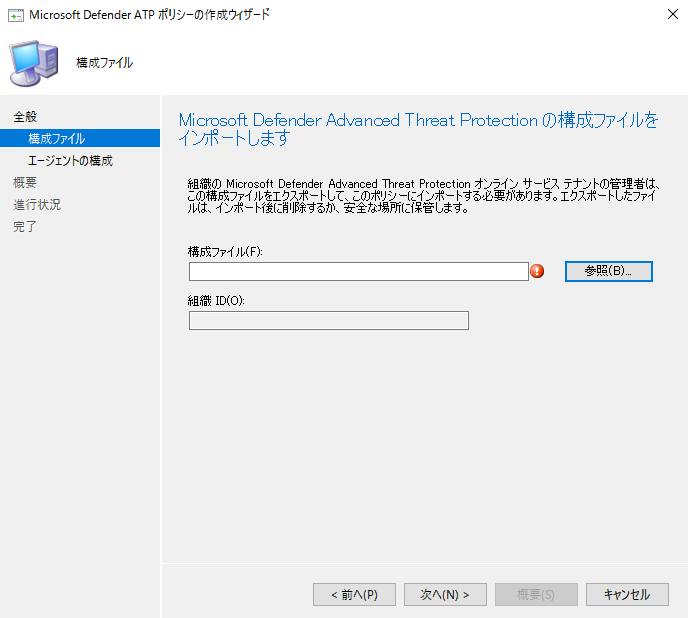 Microsoft Defender ATP ポリシーの作成ウィザード
構成ファイル
全般
構成ファイル
エージェントの構成
概要
進行状況
完了
Microsoft Defender Advanced Threat Protection の構成ファイルを
インポートします
組織の Microsoft Defender Advanced Threat Protection オンライン サービス テナントの管理者は、
この構成ファイルをエクスポートして、このポリシーにインポートする必要があります。エクスポートしたファイ
ルは、インポート後に削除するか、安全な場所に保管します。
構成ファイル(F):
参照(B)...
組織 ID(O):
< 前へ(P)
次へ(N) >
概要(S)
キャンセル